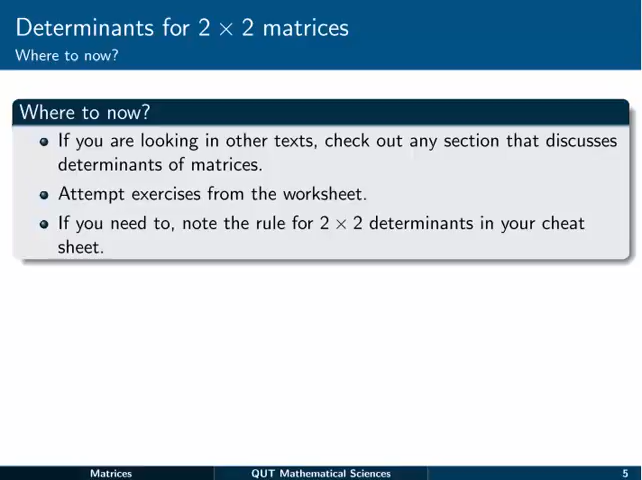 Determinants for 2 × 2 matrices
Where to now?
Where to now?
If you are looking in other texts, check out any section that discusses
determinants of matrices.
Attempt exercises from the worksheet.
If you need to, note the rule for 2 × 2 determinants in your cheat
sheet.
Matrices QUT Mathematical Sciences 5